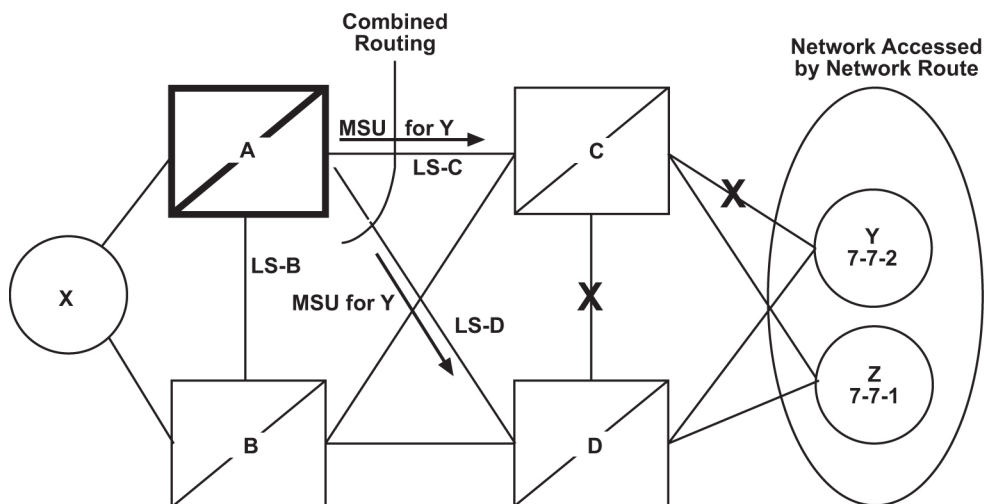 Combined
Routing
Network Accessed
by Network Route
MSU for Y
A
C
LS-C
Y
7-7-2
LS-B
X
MSU for Y
LS-D
Z
7-7-1
B
D
X
X